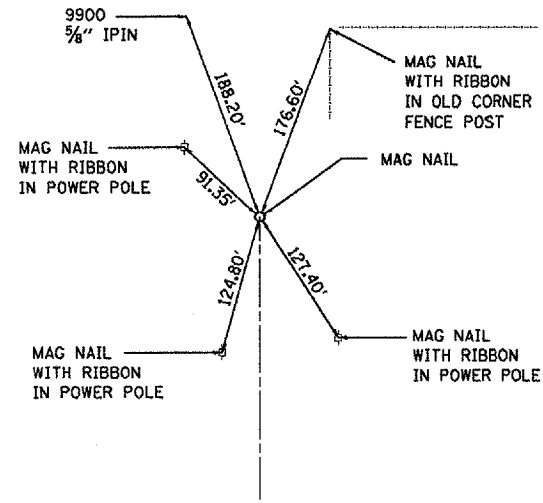 9900
5/8" IPIN
188.20'
176.60'
MAG NAIL
WITH RIBBON
IN OLD CORNER
FENCE POST
MAG NAIL
WITH RIBBON
IN POWER POLE
91.35'
MAG NAIL
124.80'
127.40'
MAG NAIL
WITH RIBBON
IN POWER POLE
MAG NAIL
WITH RIBBON
IN POWER POLE